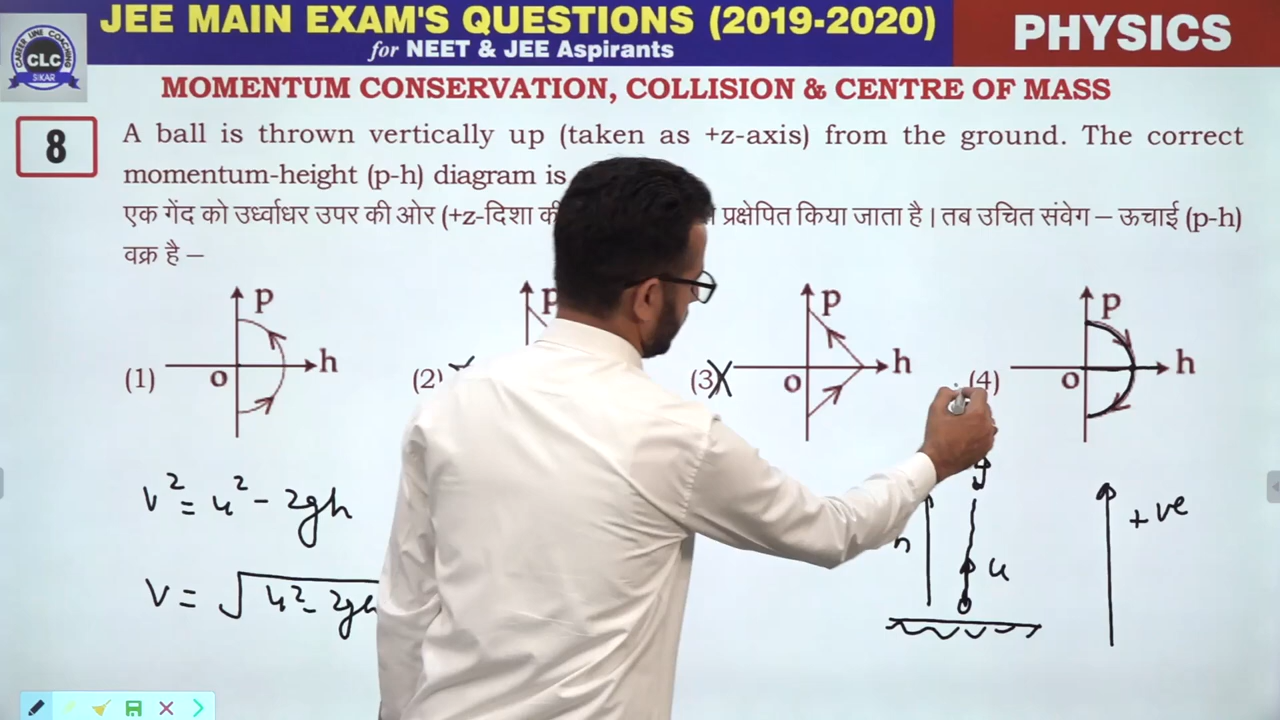 JEE MAIN EXAM'S QUESTIONS (2019-2020)
for NEET & JEE Aspirants
PHYSICS
CAREER LINE COACHING
CLC
SIKAR
MOMENTUM CONSERVATION, COLLISION & CENTRE OF MASS
8
A ball is thrown vertically up (taken as +z-axis) from the ground. The correct
momentum-height (p-h) diagram is
एक गेंद को उर्ध्वाधर उपर की ओर (+z-दिशा प्रक्षेपित किया जाता है। तब उचित संवेग – ऊचाई (p-h)
वक्र है –
(1) p h o
(2) p
(3) p h o
(4) p h o
v² = u² - 2gh
v = √u² - 2gh
h u +ve